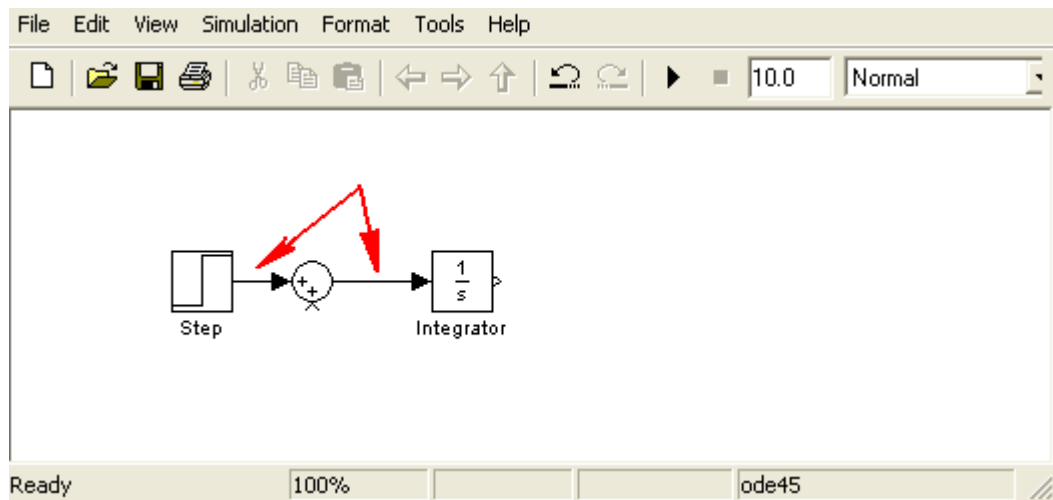 File Edit View Simulation Format Tools Help
10.0 Normal
+
+
1
s
Step
Integrator
Ready 100% ode45